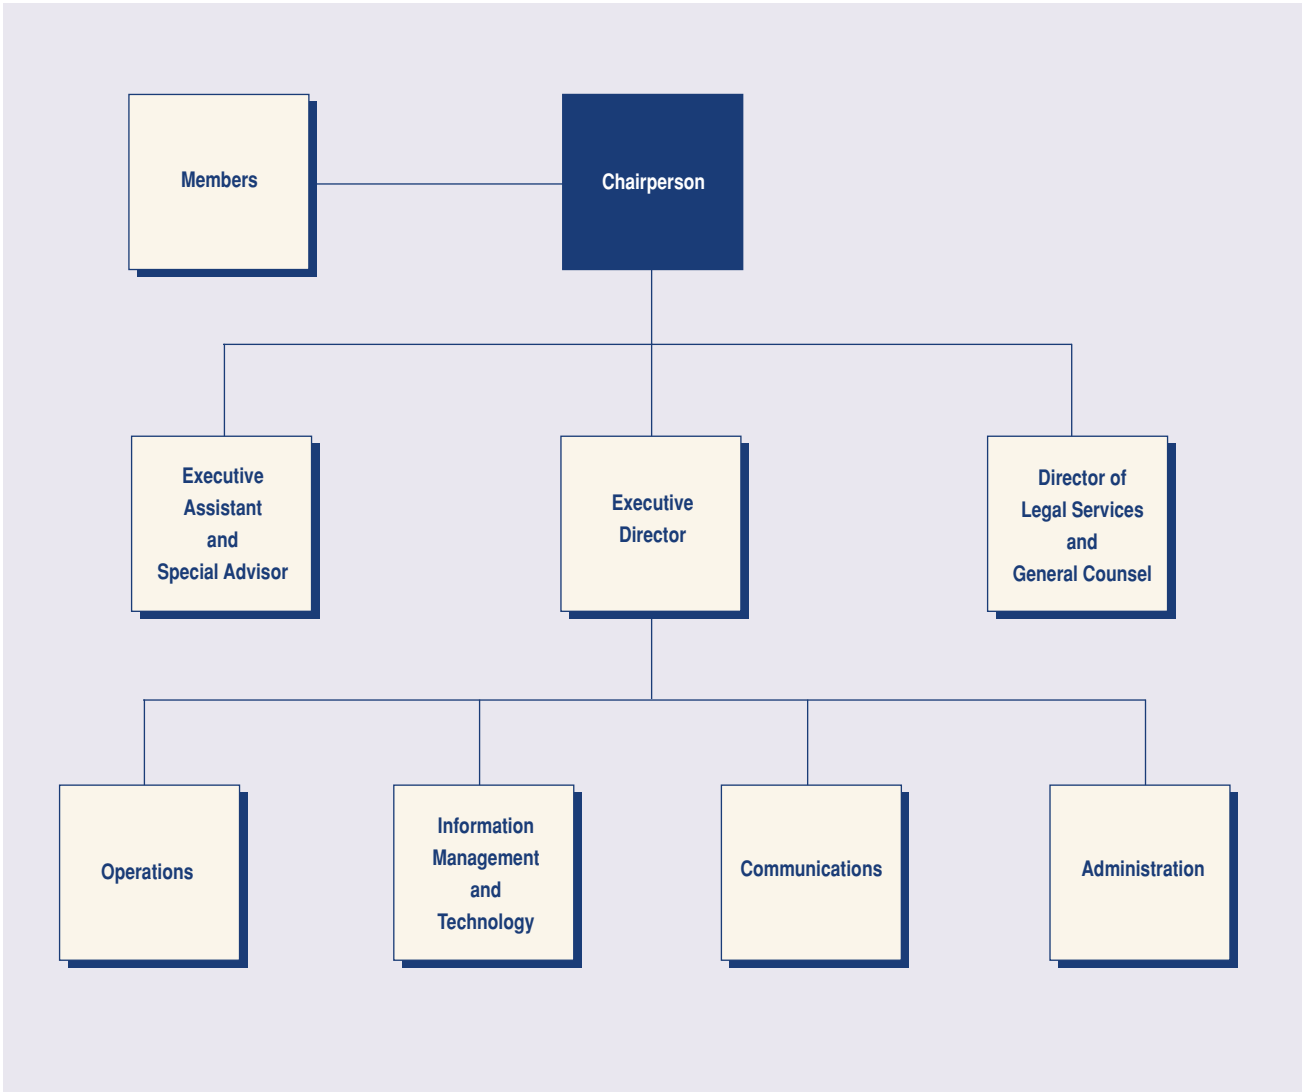 Members
Chairperson
Executive
Assistant
and
Special Advisor
Executive
Director
Director of
Legal Services
and
General Counsel
Operations
Information
Management
and
Technology
Communications
Administration